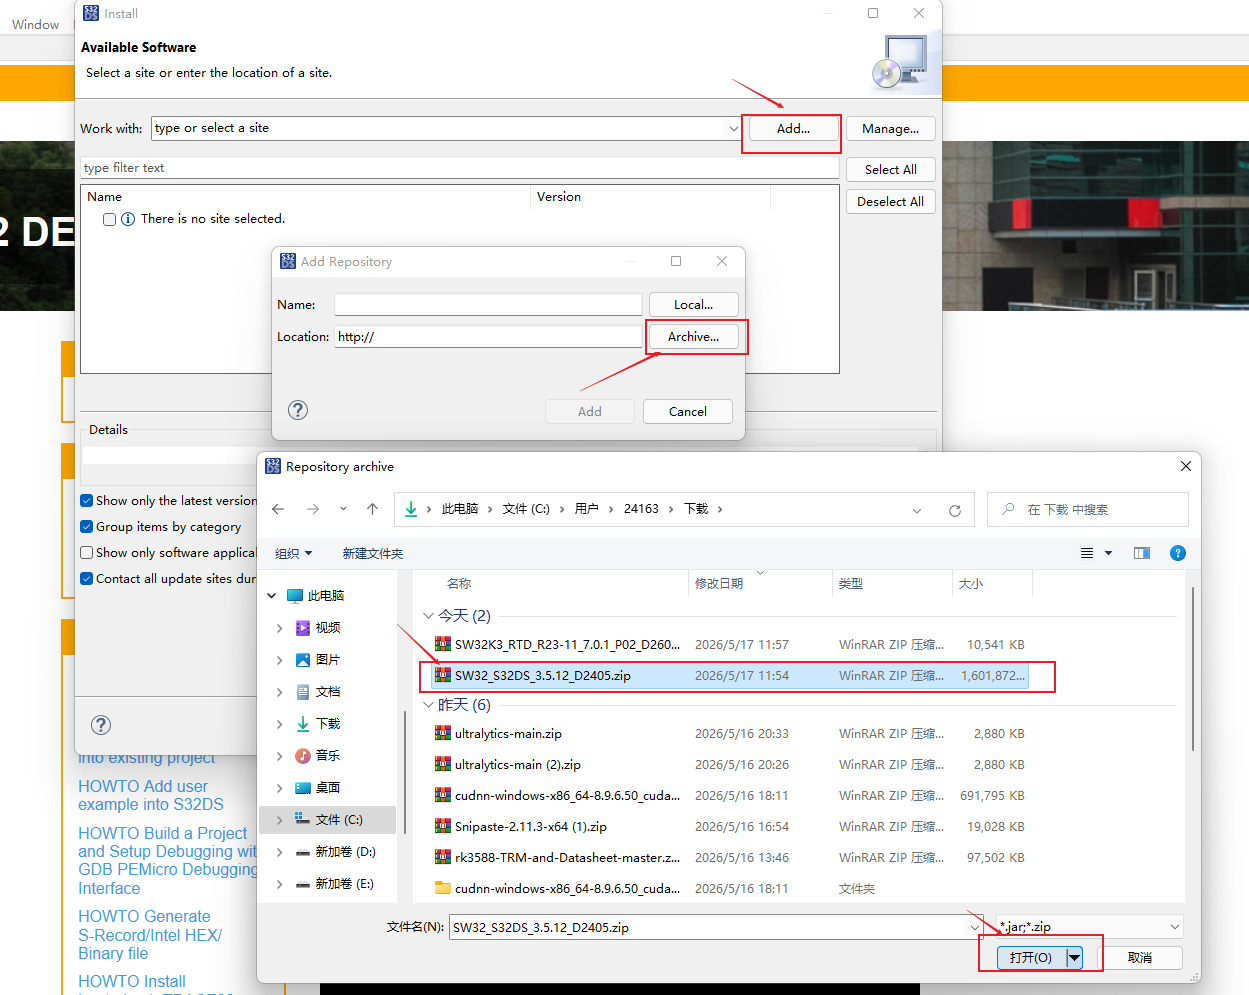 Window
Install
Available Software
Select a site or enter the location of a site.
Work with:
type or select a site
Add...
Manage...
type filter text
Select All
Name
Version
Deselect All
There is no site selected.
2 DE
Add Repository
Name:
Local...
Location:
http://
Archive...
Add
Cancel
Details
Repository archive
Show only the latest version
此电脑
文件 (C:)
用户
24163
下载
在 下载 中搜索
Group items by category
组织
新建文件夹
Show only software applical
Contact all update sites dur
名称
修改日期
类型
大小
此电脑
视频
图片
文档
下载
音乐
桌面
文件 (C:)
新加卷 (D:)
新加卷 (E:)
今天 (2)
SW32K3_RTD_R23-11_7.0.1_P02_D260...
2026/5/17 11:57
WinRAR ZIP 压缩...
10,541 KB
SW32_S32DS_3.5.12_D2405.zip
2026/5/17 11:54
WinRAR ZIP 压缩...
1,601,872...
昨天 (6)
ultralytics-main.zip
2026/5/16 20:33
WinRAR ZIP 压缩...
2,880 KB
ultralytics-main (2).zip
2026/5/16 20:26
WinRAR ZIP 压缩...
2,880 KB
cudnn-windows-x86_64-8.9.6.50_cuda...
2026/5/16 18:11
WinRAR ZIP 压缩...
691,795 KB
Snipaste-2.11.3-x64 (1).zip
2026/5/16 16:54
WinRAR ZIP 压缩...
19,028 KB
rk3588-TRM-and-Datasheet-master.z...
2026/5/16 13:46
WinRAR ZIP 压缩...
97,502 KB
cudnn-windows-x86_64-8.9.6.50_cuda...
2026/5/16 18:11
文件夹
文件名(N):
SW32_S32DS_3.5.12_D2405.zip
*.jar;*.zip
打开(O)
取消
into existing project
HOWTO Add user
example into S32DS
HOWTO Build a Project
and Setup Debugging wit
GDB PEMicro Debugging
Interface
HOWTO Generate
S-Record/Intel HEX/
Binary file
HOWTO Install